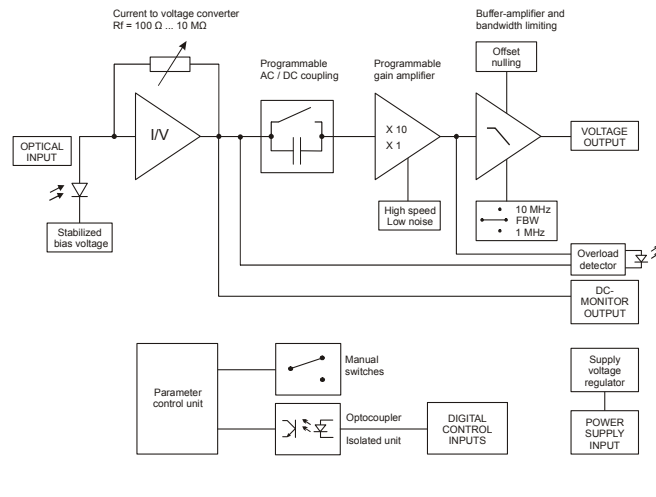 Current to voltage converter
Rf = 100 Ω ... 10 MΩ
Programmable
AC / DC coupling
Programmable
gain amplifier
Buffer-amplifier and
bandwidth limiting
Offset
nulling
I/V
X 10
X 1
OPTICAL
INPUT
VOLTAGE
OUTPUT
Stabilized
bias voltage
High speed
Low noise
10 MHz
FBW
1 MHz
Overload
detector
DC-
MONITOR
OUTPUT
Parameter
control unit
Manual
switches
Optocoupler
Isolated unit
DIGITAL
CONTROL
INPUTS
Supply
voltage
regulator
POWER
SUPPLY
INPUT